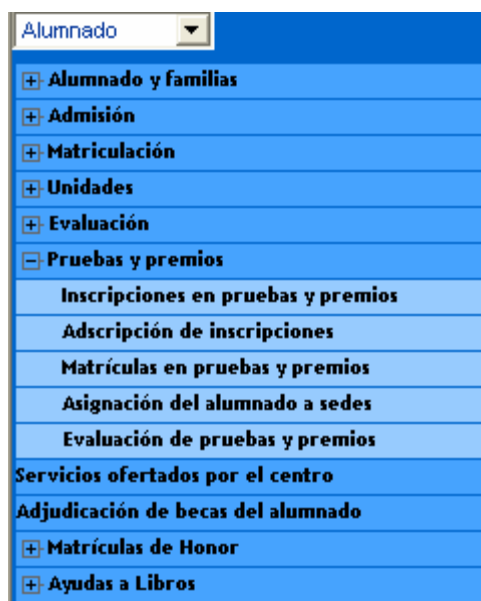 Alumnado
Alumnado y familias
Admisión
Matriculación
Unidades
Evaluación
Pruebas y premios
Inscripciones en pruebas y premios
Adscripción de inscripciones
Matrículas en pruebas y premios
Asignación del alumnado a sedes
Evaluación de pruebas y premios
Servicios ofertados por el centro
Adjudicación de becas del alumnado
Matrículas de Honor
Ayudas a Libros